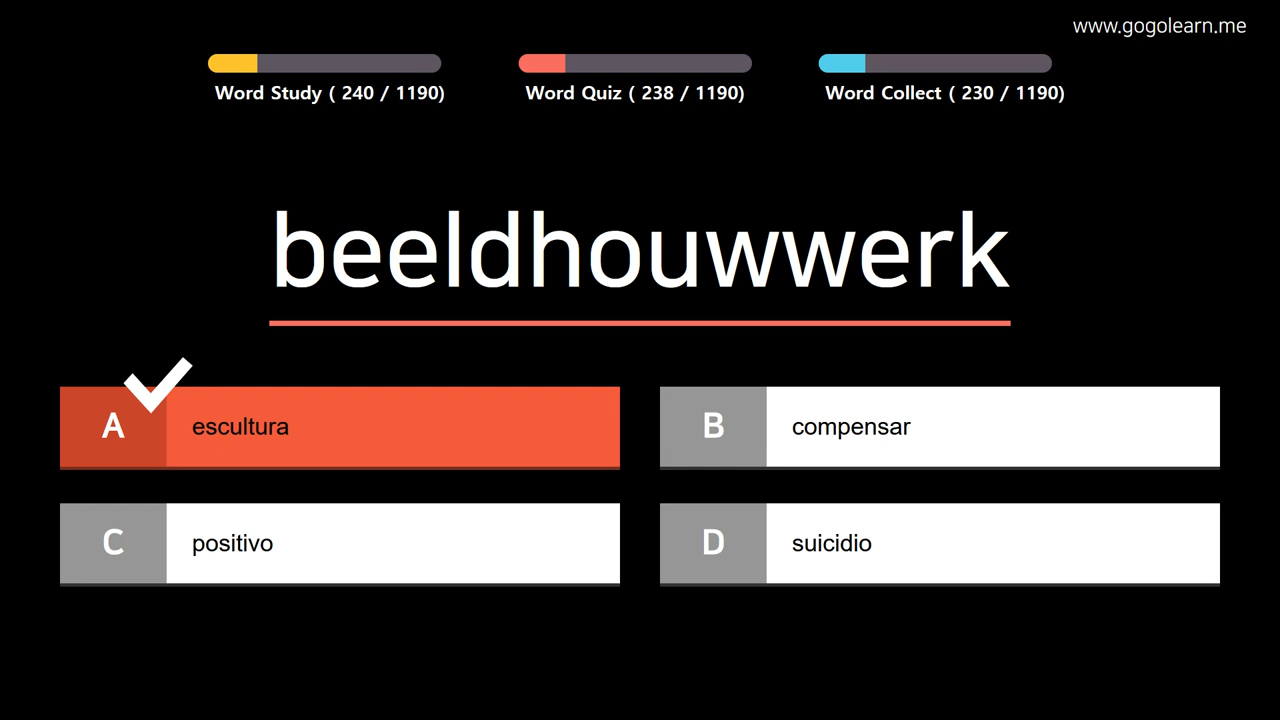 www.gogolearn.me
Word Study ( 240 / 1190)
Word Quiz ( 238 / 1190)
Word Collect ( 230 / 1190)
beeldhouwwerk
A escultura
B compensar
C positivo
D suicidio